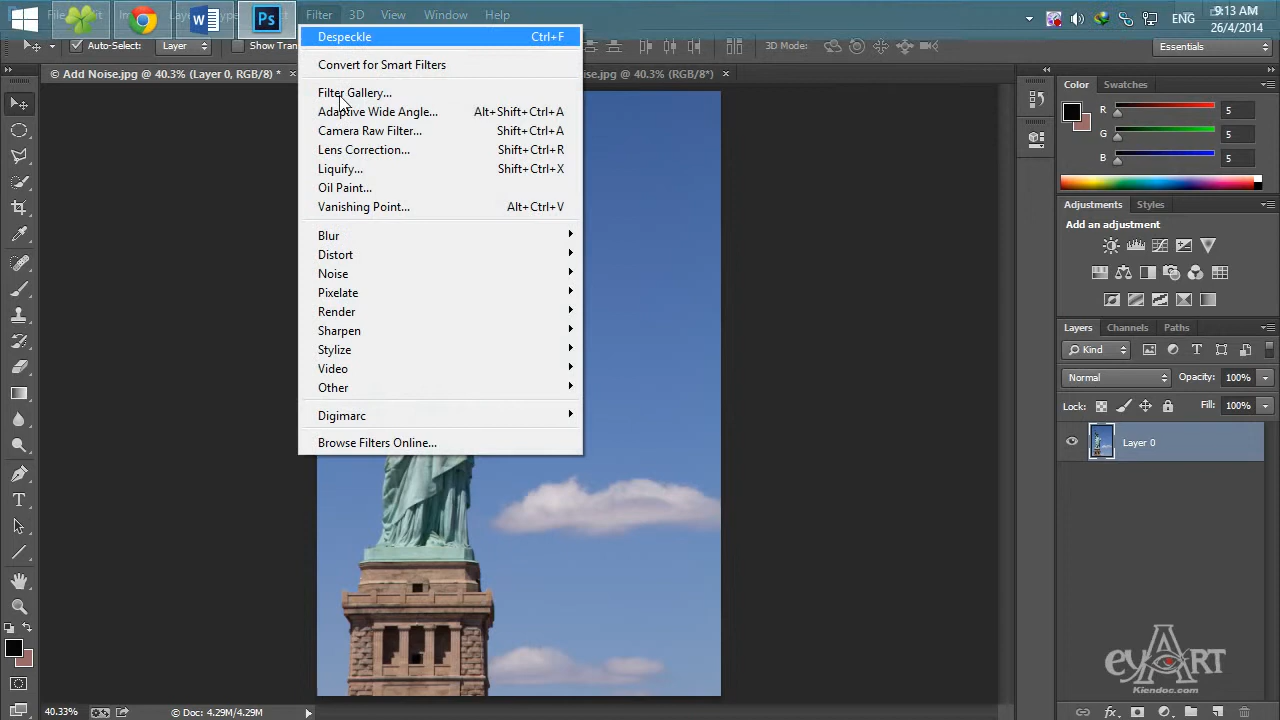 Filter 3D View Window Help
9:13 AM
ENG
26/4/2014
Auto-Select: Layer Show Tran
3D Mode:
Essentials
© Add Noise.jpg @ 40.3% (Layer 0, RGB/8) * ×
ise.jpg @ 40.3% (RGB/8*) ×
Despeckle Ctrl+F
Convert for Smart Filters
Filter Gallery...
Adaptive Wide Angle... Alt+Shift+Ctrl+A
Camera Raw Filter... Shift+Ctrl+A
Lens Correction... Shift+Ctrl+R
Liquify... Shift+Ctrl+X
Oil Paint...
Vanishing Point... Alt+Ctrl+V
Blur
Distort
Noise
Pixelate
Render
Sharpen
Stylize
Video
Other
Digimarc
Browse Filters Online...
Color Swatches
R 5
G 5
B 5
Adjustments Styles
Add an adjustment
Layers Channels Paths
Kind
Normal Opacity: 100%
Lock: Fill: 100%
Layer 0
eyART
Kiendoc.com
40.33% © Doc: 4.29M/4.29M